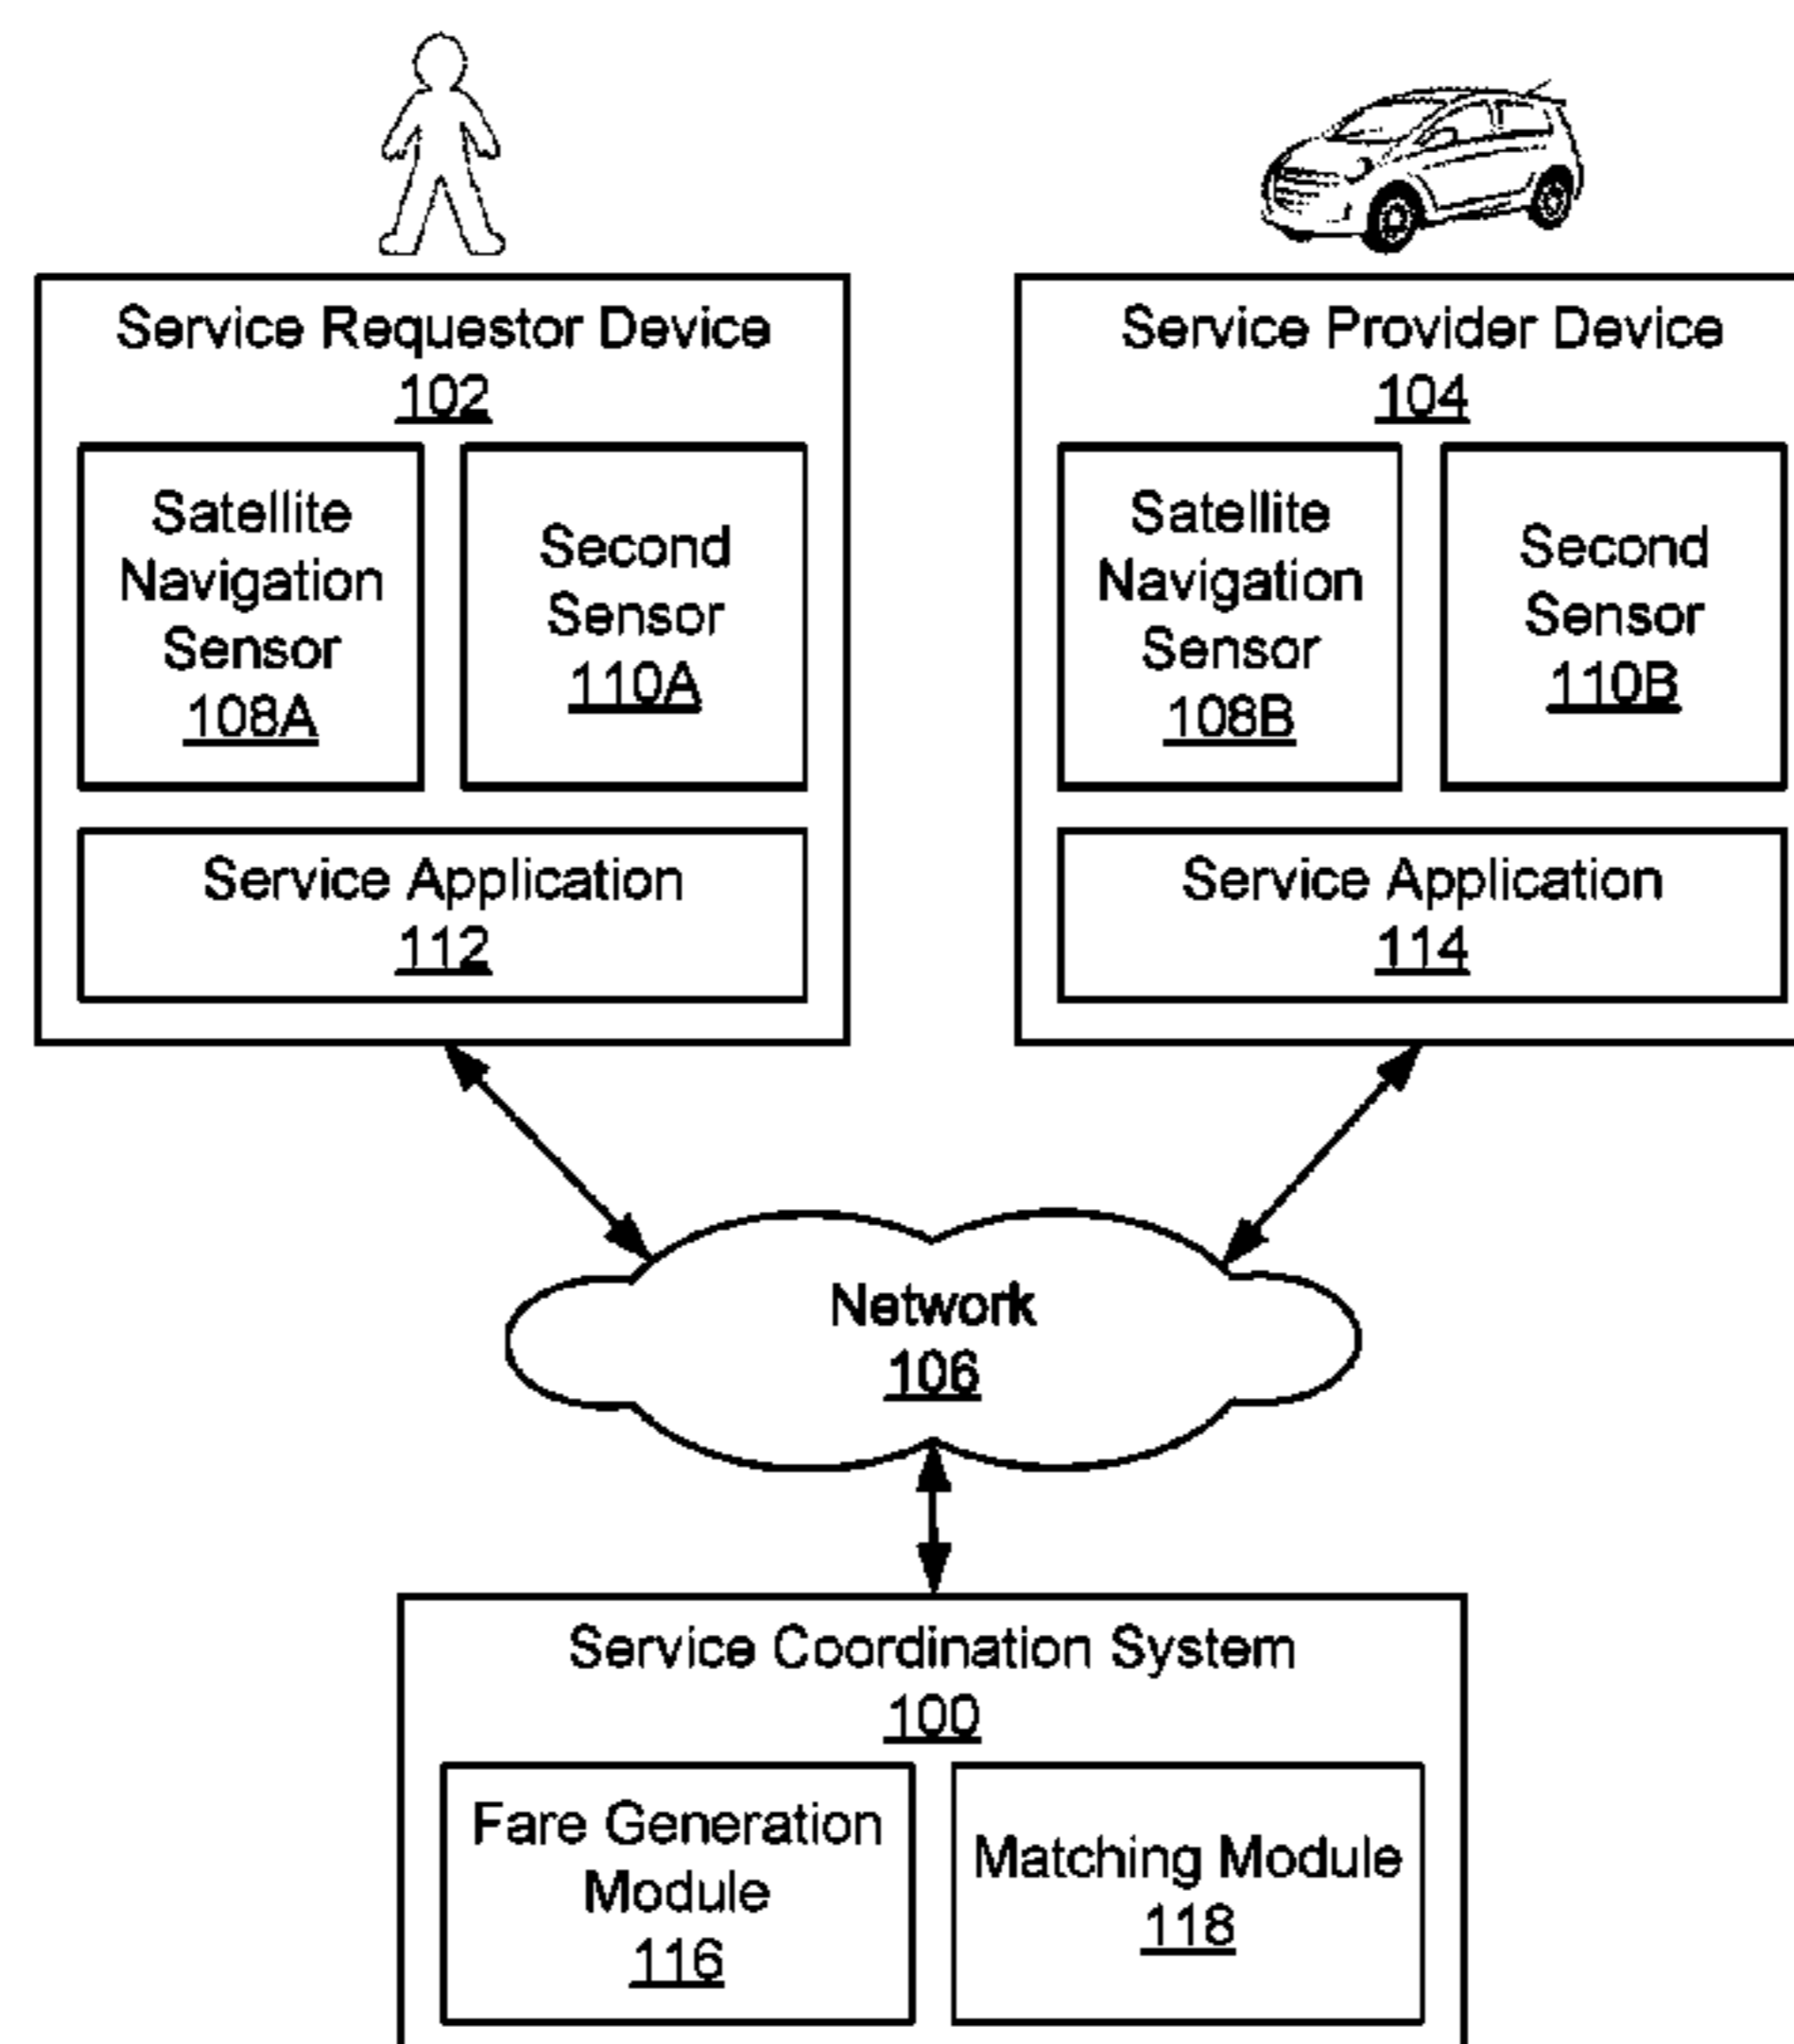 Service Requestor Device
102
Satellite
Navigation
Sensor
108A
Second
Sensor
110A
Service Application
112
Service Provider Device
104
Satellite
Navigation
Sensor
108B
Second
Sensor
110B
Service Application
114
Network
106
Service Coordination System
100
Fare Generation
Module
116
Matching Module
118